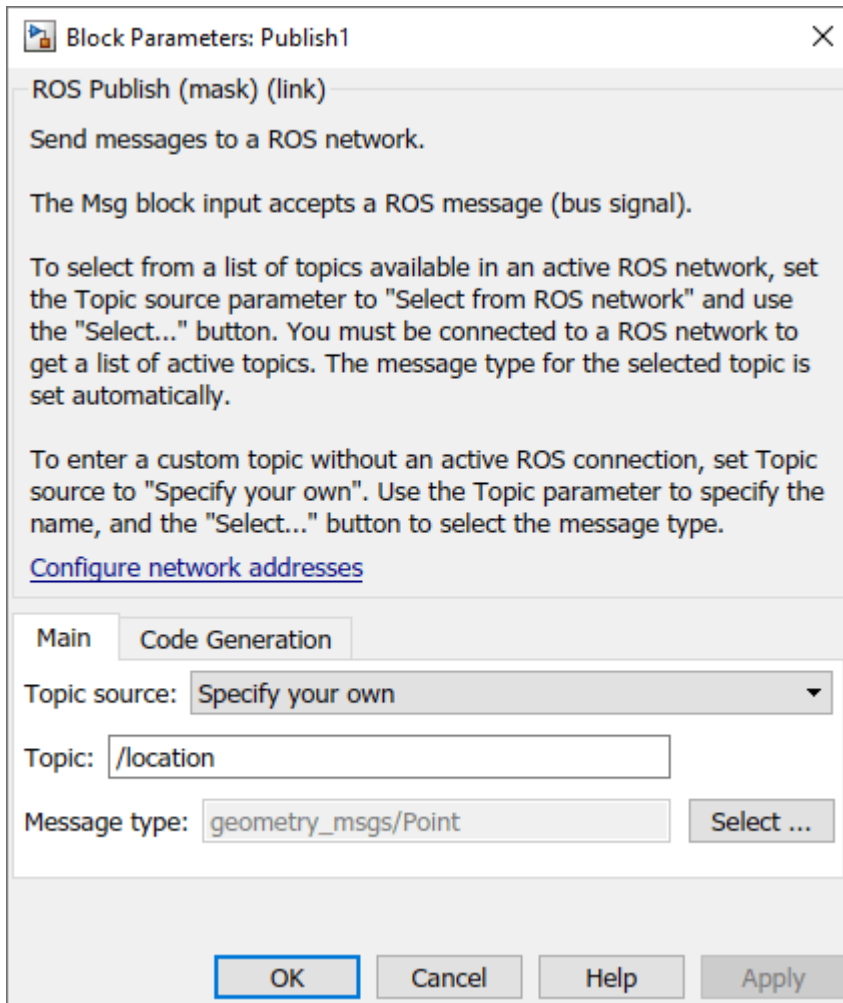 Block Parameters: Publish1
ROS Publish (mask) (link)
Send messages to a ROS network.
The Msg block input accepts a ROS message (bus signal).
To select from a list of topics available in an active ROS network, set
the Topic source parameter to "Select from ROS network" and use
the "Select..." button. You must be connected to a ROS network to
get a list of active topics. The message type for the selected topic is
set automatically.
To enter a custom topic without an active ROS connection, set Topic
source to "Specify your own". Use the Topic parameter to specify the
name, and the "Select..." button to select the message type.
Configure network addresses
Main Code Generation
Topic source: Specify your own
Topic: /location
Message type: geometry_msgs/Point Select ...
OK Cancel Help Apply